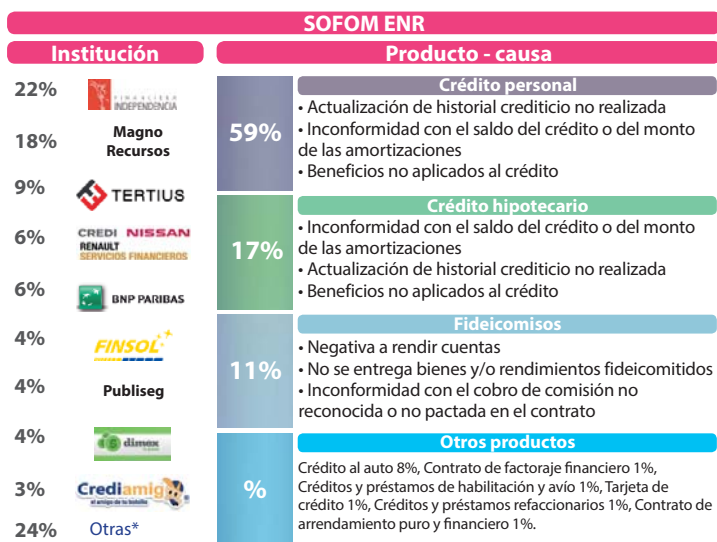 SOFOM ENR
Institución
22%
FINANCIERA
INDEPENDENCIA
18%
Magno
Recursos
9%
TERTIUS
6%
CREDI NISSAN
RENAULT
SERVICIOS FINANCIEROS
6%
BNP PARIBAS
4%
FINSOL
4%
Publiseg
4%
dimex
3%
Crediamigo
el amigo de tu bolsillo
24%
Otras*
Producto - causa
59%
Crédito personal
• Actualización de historial crediticio no realizada
• Inconformidad con el saldo del crédito o del monto
de las amortizaciones
• Beneficios no aplicados al crédito
17%
Crédito hipotecario
• Inconformidad con el saldo del crédito o del monto
de las amortizaciones
• Actualización de historial crediticio no realizada
• Beneficios no aplicados al crédito
11%
Fideicomisos
• Negativa a rendir cuentas
• No se entrega bienes y/o rendimientos fideicomitidos
• Inconformidad con el cobro de comisión no
reconocida o no pactada en el contrato
%
Otros productos
Crédito al auto 8%, Contrato de factoraje financiero 1%,
Créditos y préstamos de habilitación y avío 1%, Tarjeta de
crédito 1%, Créditos y préstamos refaccionarios 1%, Contrato de
arrendamiento puro y financiero 1%.